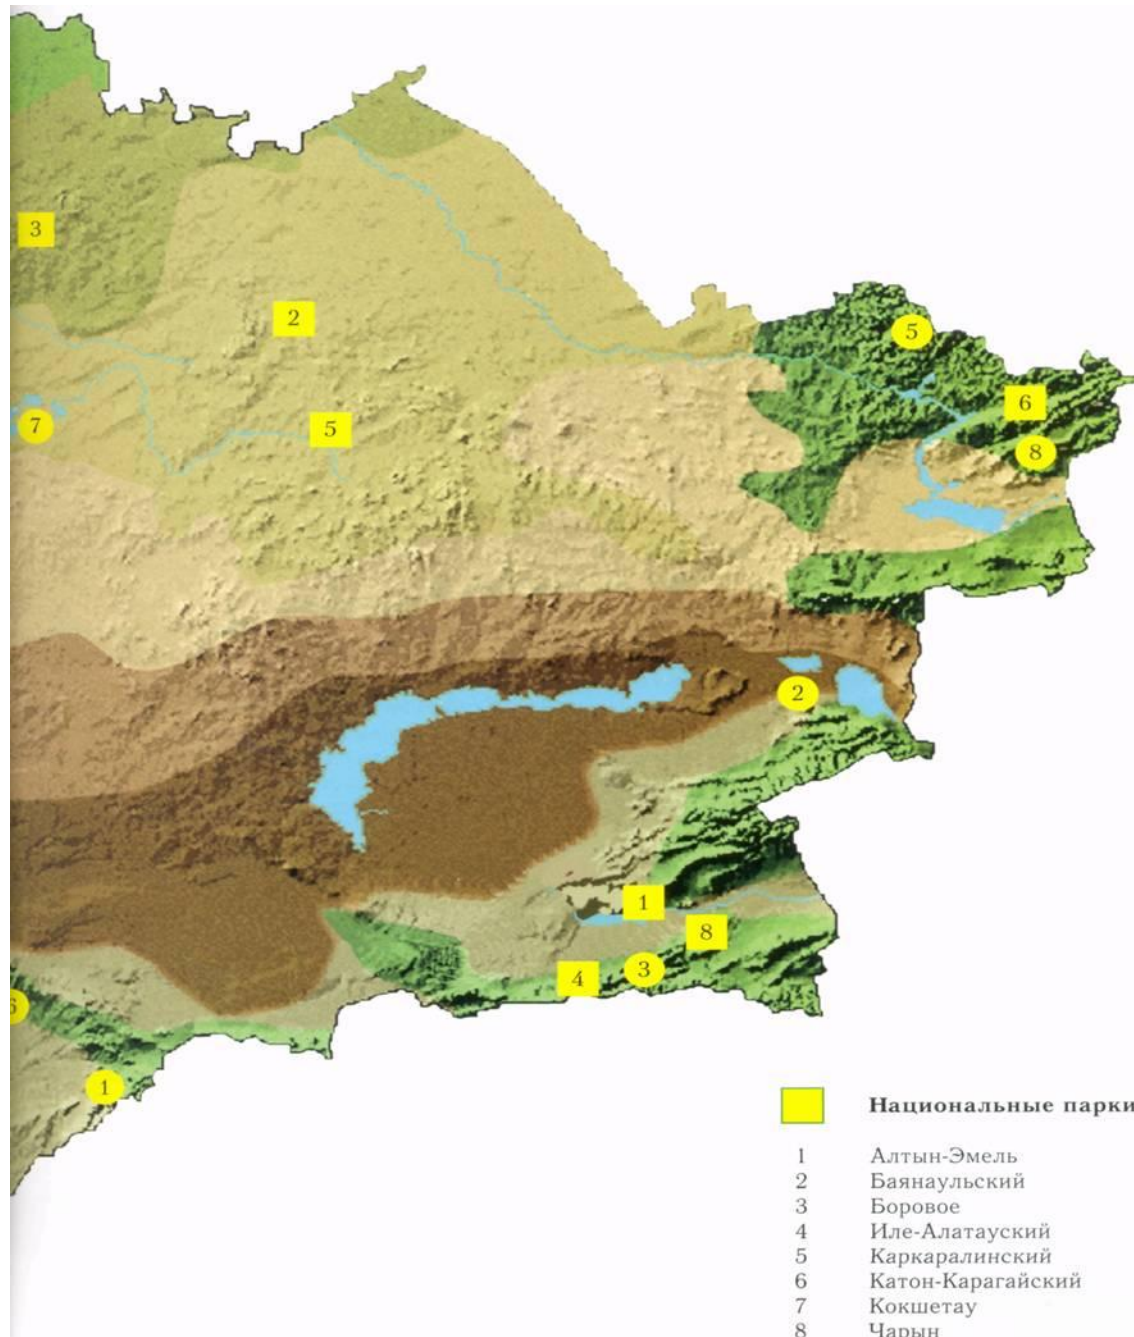 3
5
2
6
7
5
8
2
1
8
4
3
6
1
Национальные парки
1 Алтын-Эмель
2 Баянаульский
3 Боровое
4 Иле-Алатауский
5 Каркаралинский
6 Катон-Карагайский
7 Кокшетау
8 Чарын